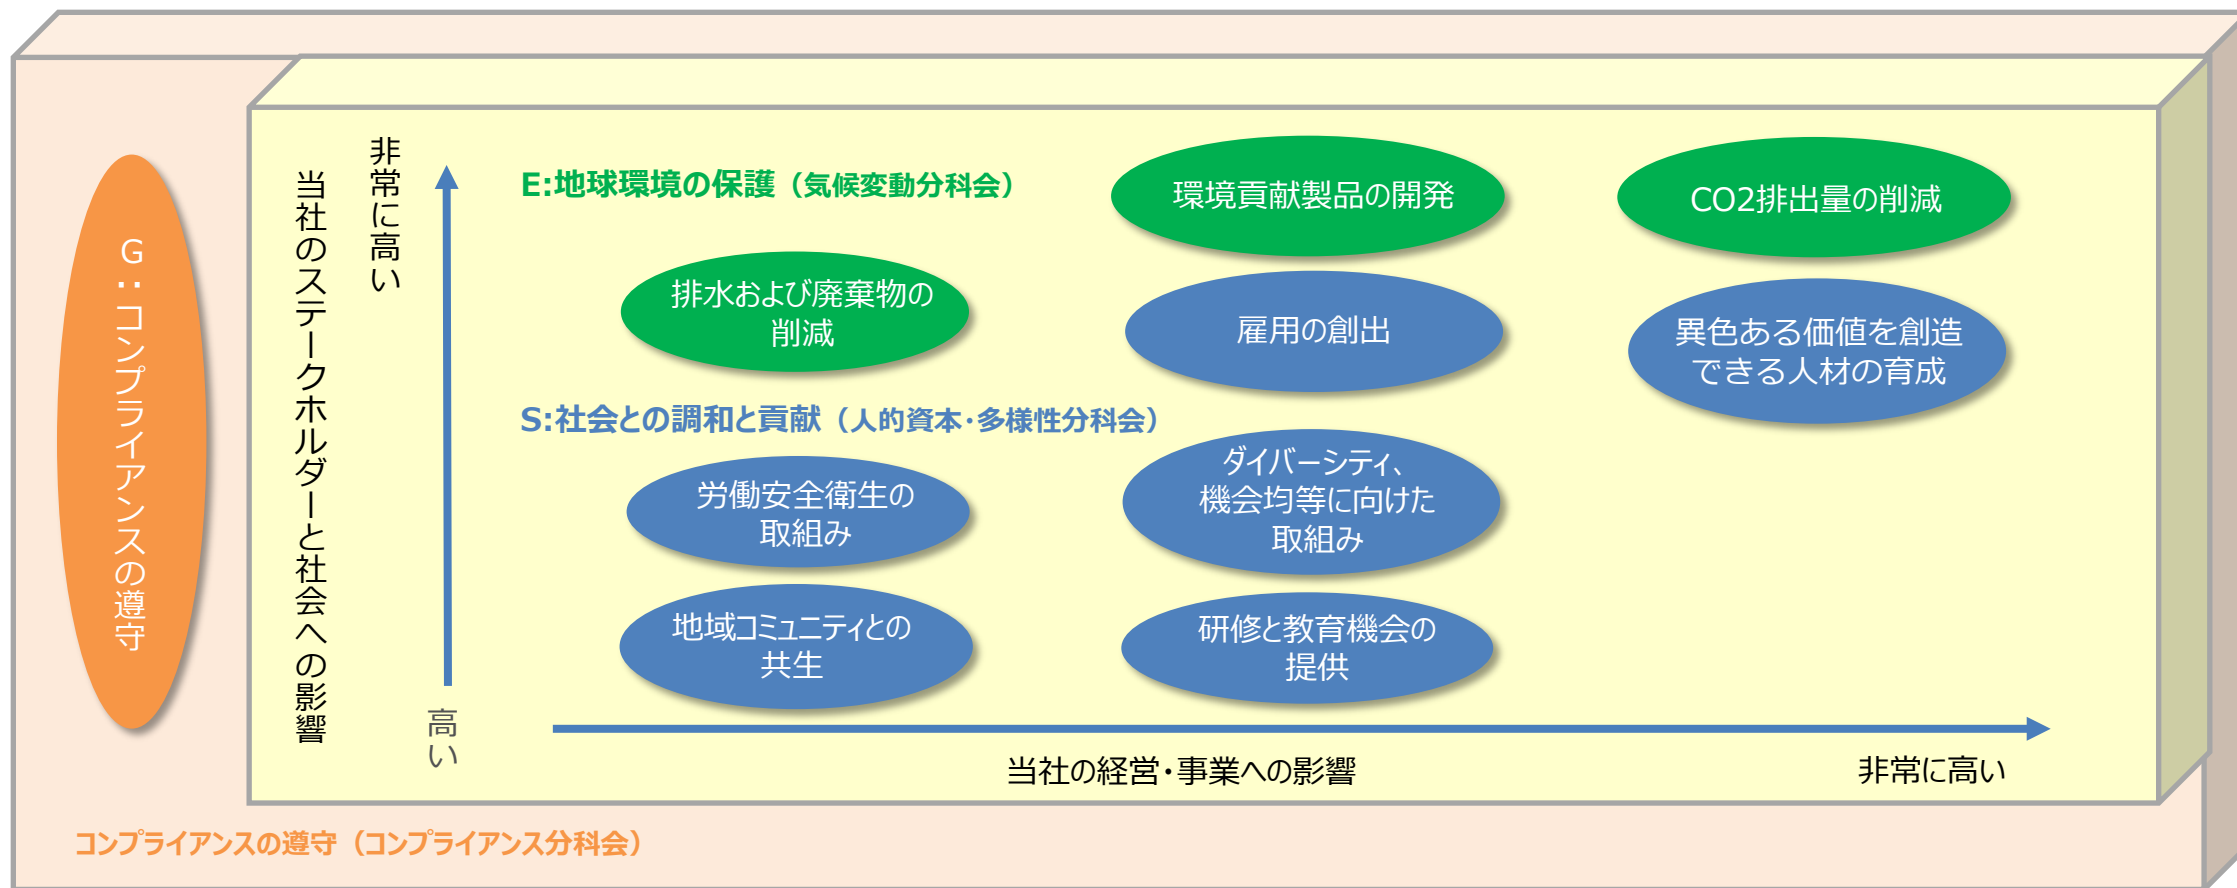 G：コンプライアンスの遵守
当社のステークホルダーと社会への影響
非常に高い
高い
E:地球環境の保護（気候変動分科会）
環境貢献製品の開発
CO2排出量の削減
排水および廃棄物の
削減
雇用の創出
異色ある価値を創造
できる人材の育成
S:社会との調和と貢献（人的資本・多様性分科会）
労働安全衛生の
取組み
ダイバーシティ、
機会均等に向けた
取組み
地域コミュニティとの
共生
研修と教育機会の
提供
当社の経営・事業への影響
非常に高い
コンプライアンスの遵守（コンプライアンス分科会）